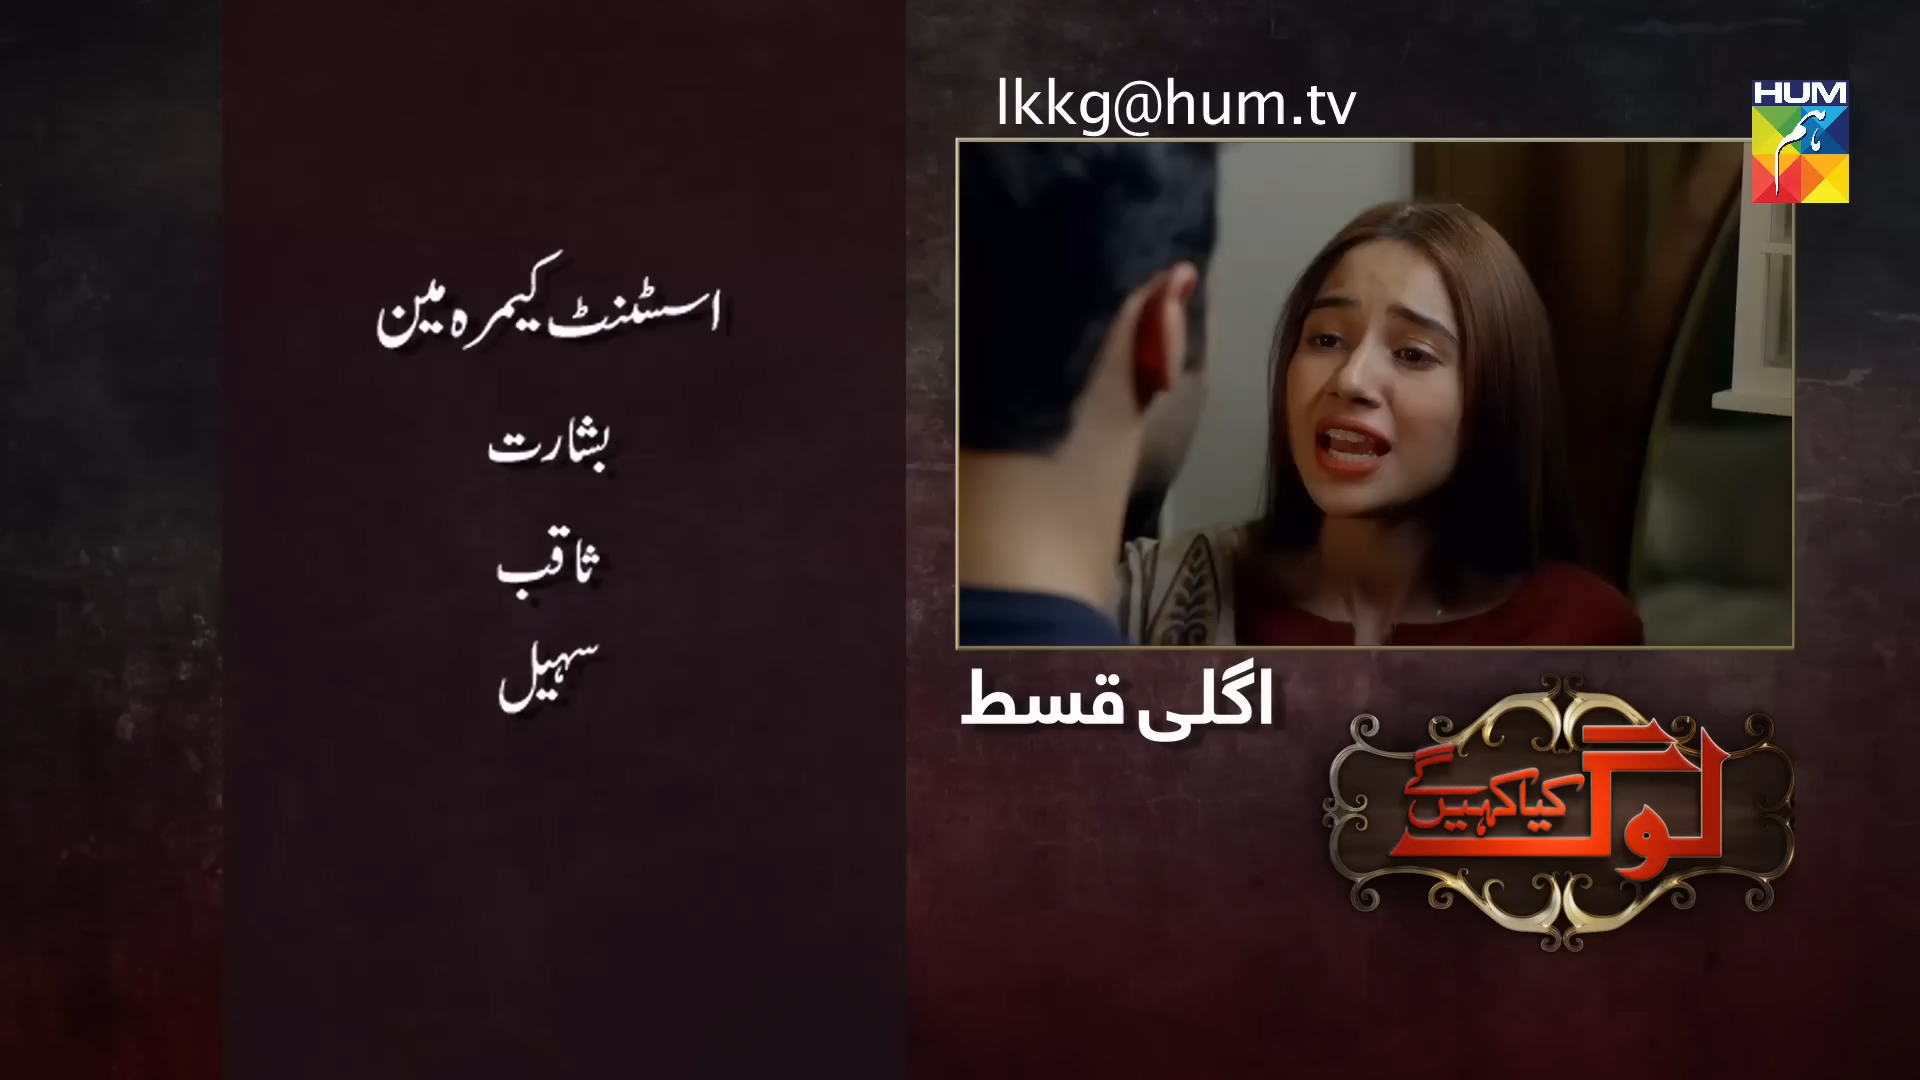 lkkg@hum.tv
HUM
ہم
اسسٹنٹ کیمرہ مین
بشارت
ثاقب
سہیل
اگلی قسط
لوگ کیا کہیں گے